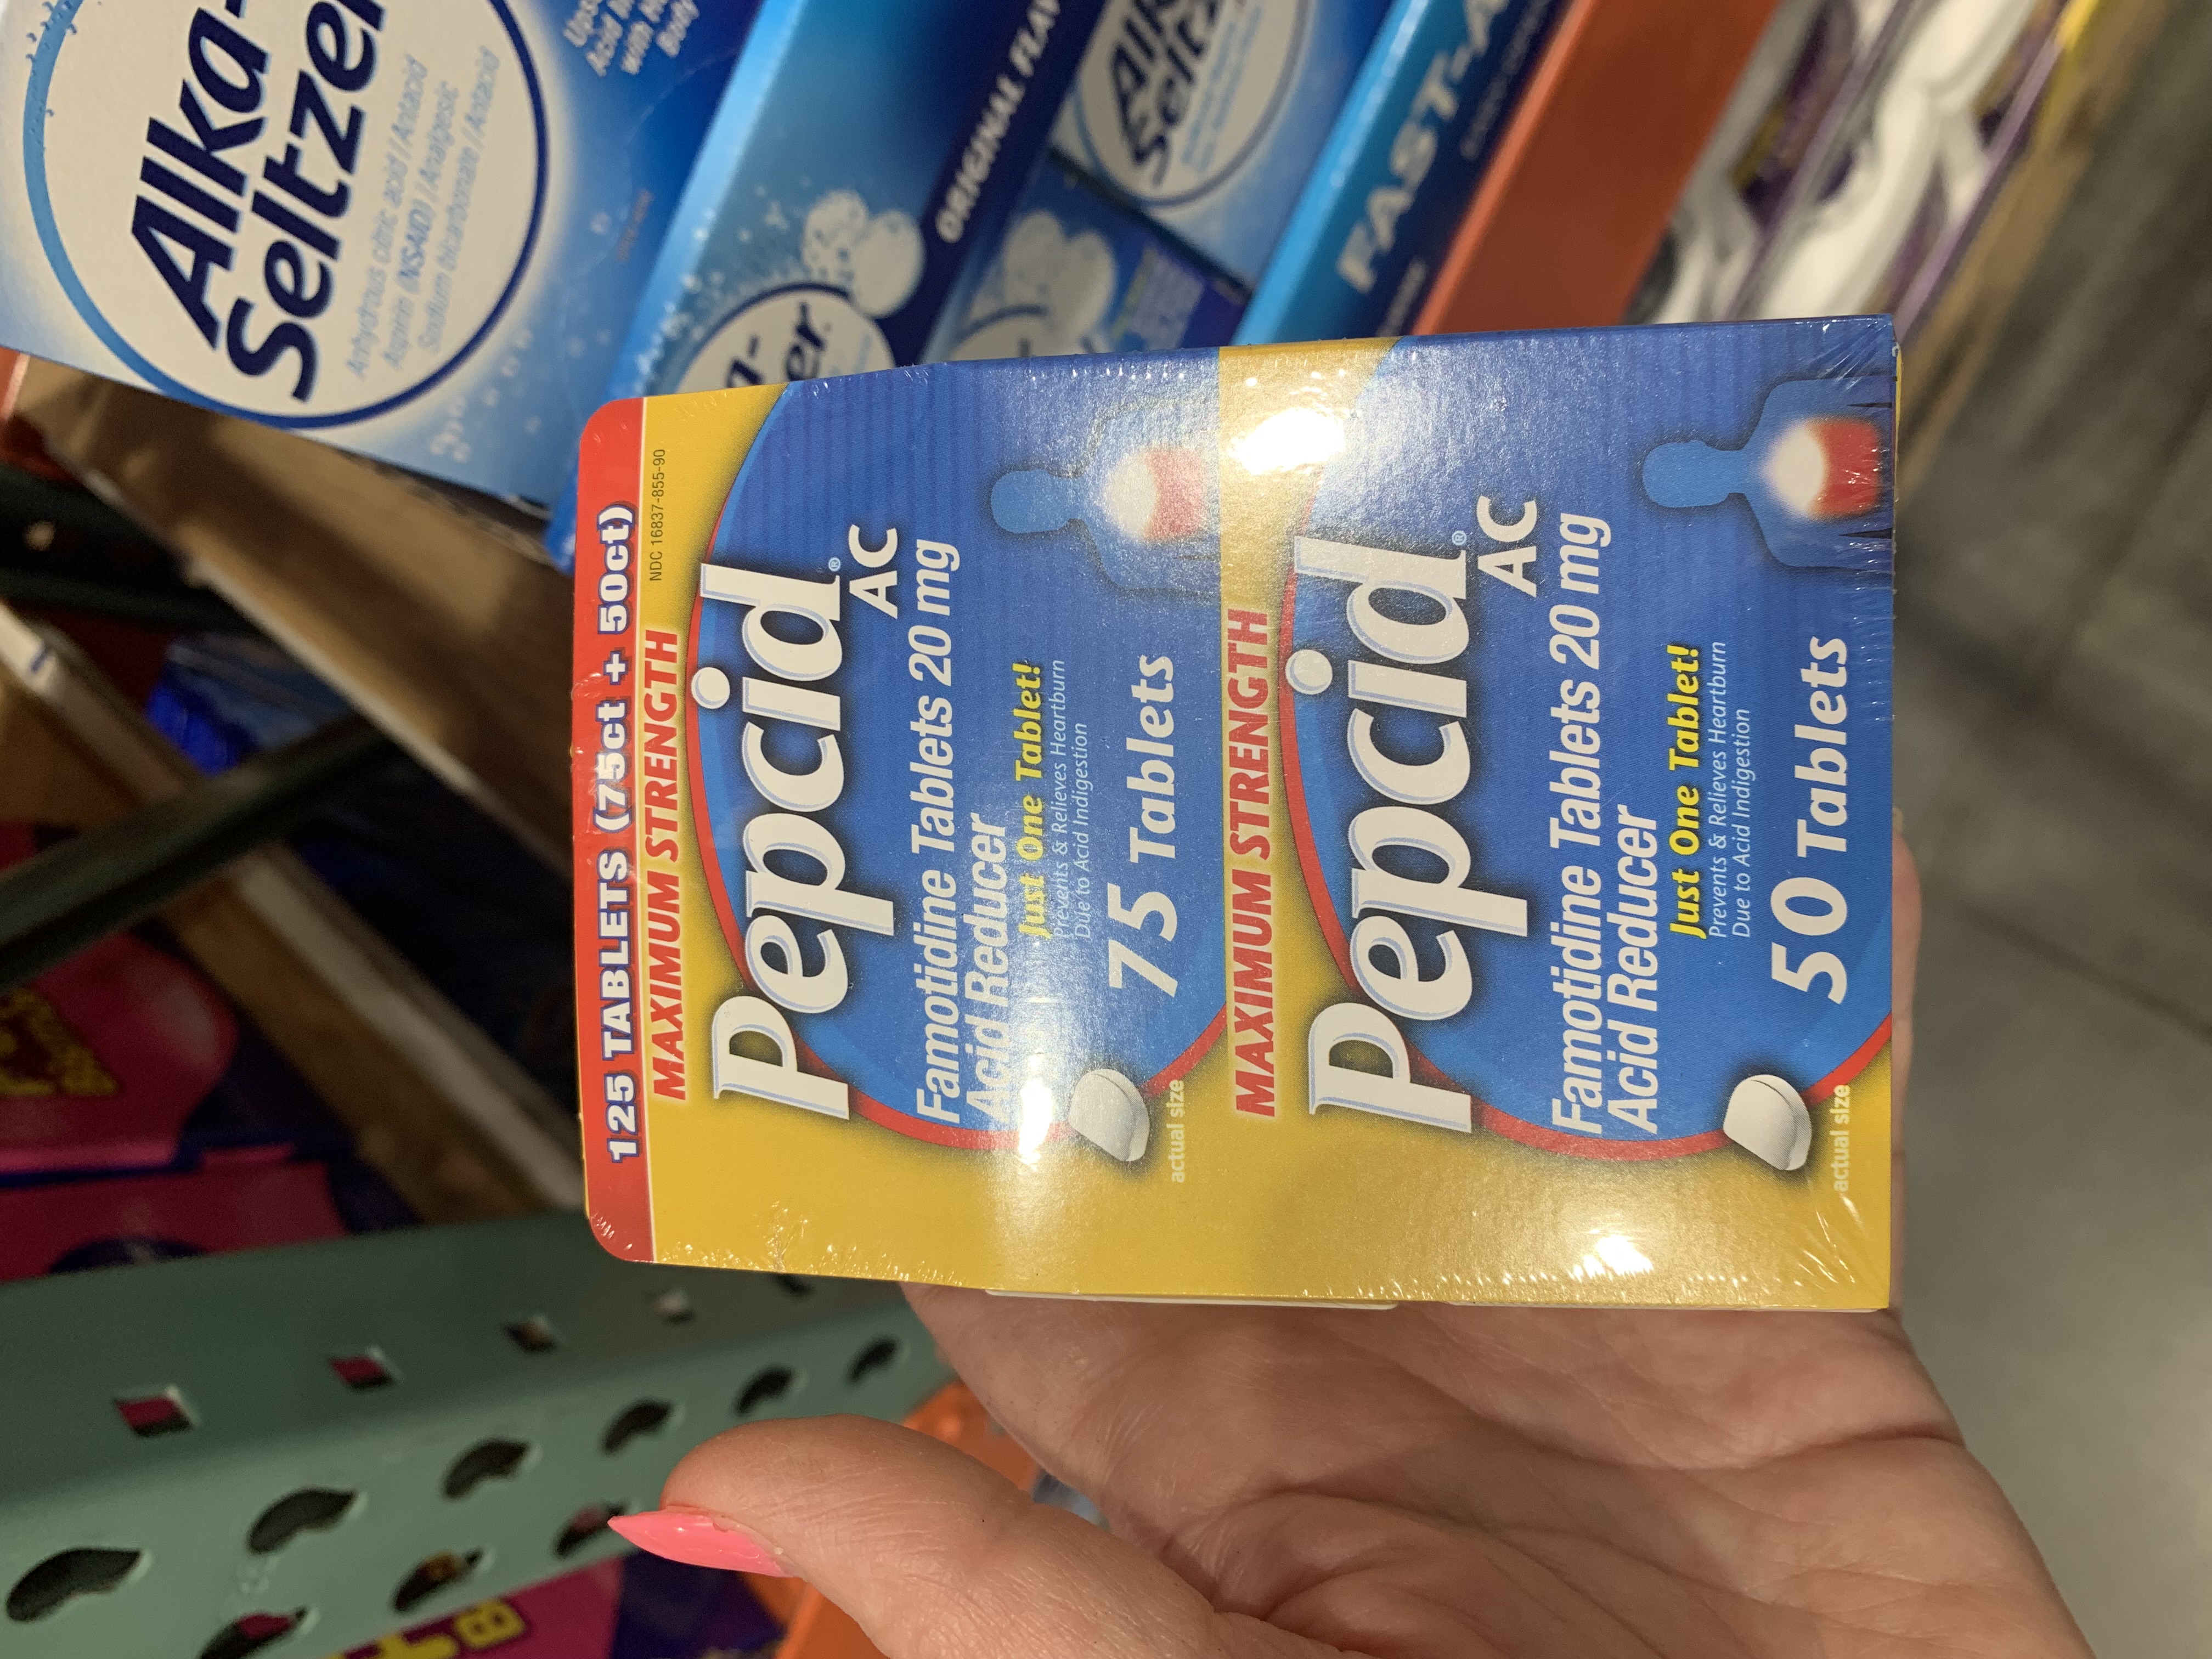 125 TABLETS (75ct + 50ct)
NDC 16837-855-90
MAXIMUM STRENGTH
Pepcid®
AC
Famotidine Tablets 20 mg
Acid Reducer
Just One Tablet!
Prevents & Relieves Heartburn
Due to Acid Indigestion
75 Tablets
actual size
MAXIMUM STRENGTH
Pepcid®
AC
Famotidine Tablets 20 mg
Acid Reducer
Just One Tablet!
Prevents & Relieves Heartburn
Due to Acid Indigestion
50 Tablets
actual size
Alka-
Seltzer
Anhydrous citric acid / Antacid
Aspirin (NSAID) / Analgesic
Sodium bicarbonate / Antacid
Body
ORIGINAL
Alka-
Seltzer